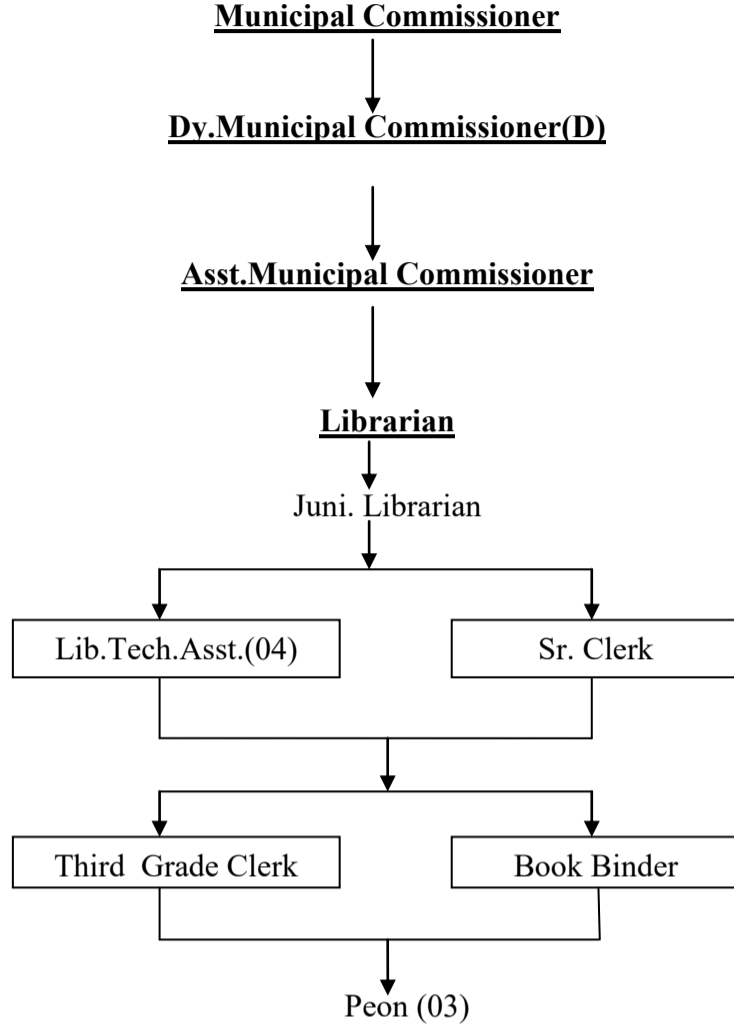 Municipal Commissioner
Dy.Municipal Commissioner(D)
Asst.Municipal Commissioner
Librarian
Juni. Librarian
Lib.Tech.Asst.(04)
Sr. Clerk
Third  Grade Clerk
Book Binder
Peon (03)